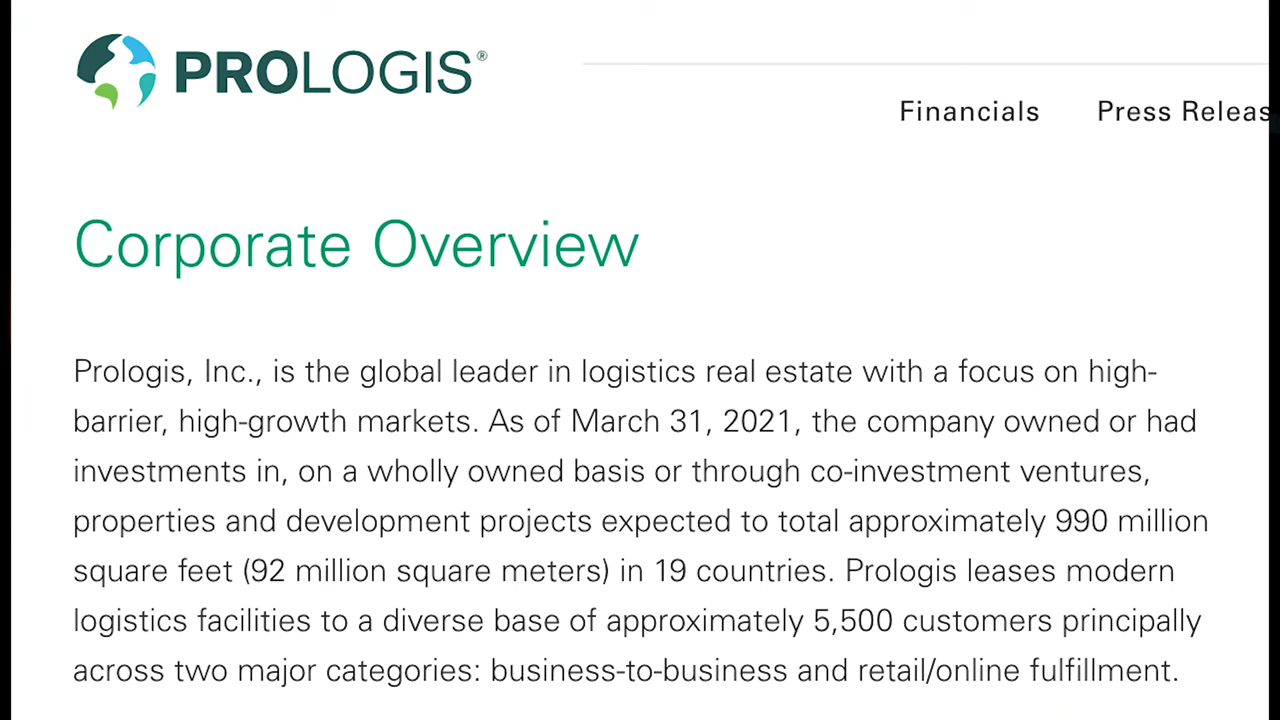 PROLOGIS®
Financials Press Releas
Corporate Overview
Prologis, Inc., is the global leader in logistics real estate with a focus on high-
barrier, high-growth markets. As of March 31, 2021, the company owned or had
investments in, on a wholly owned basis or through co-investment ventures,
properties and development projects expected to total approximately 990 million
square feet (92 million square meters) in 19 countries. Prologis leases modern
logistics facilities to a diverse base of approximately 5,500 customers principally
across two major categories: business-to-business and retail/online fulfillment.